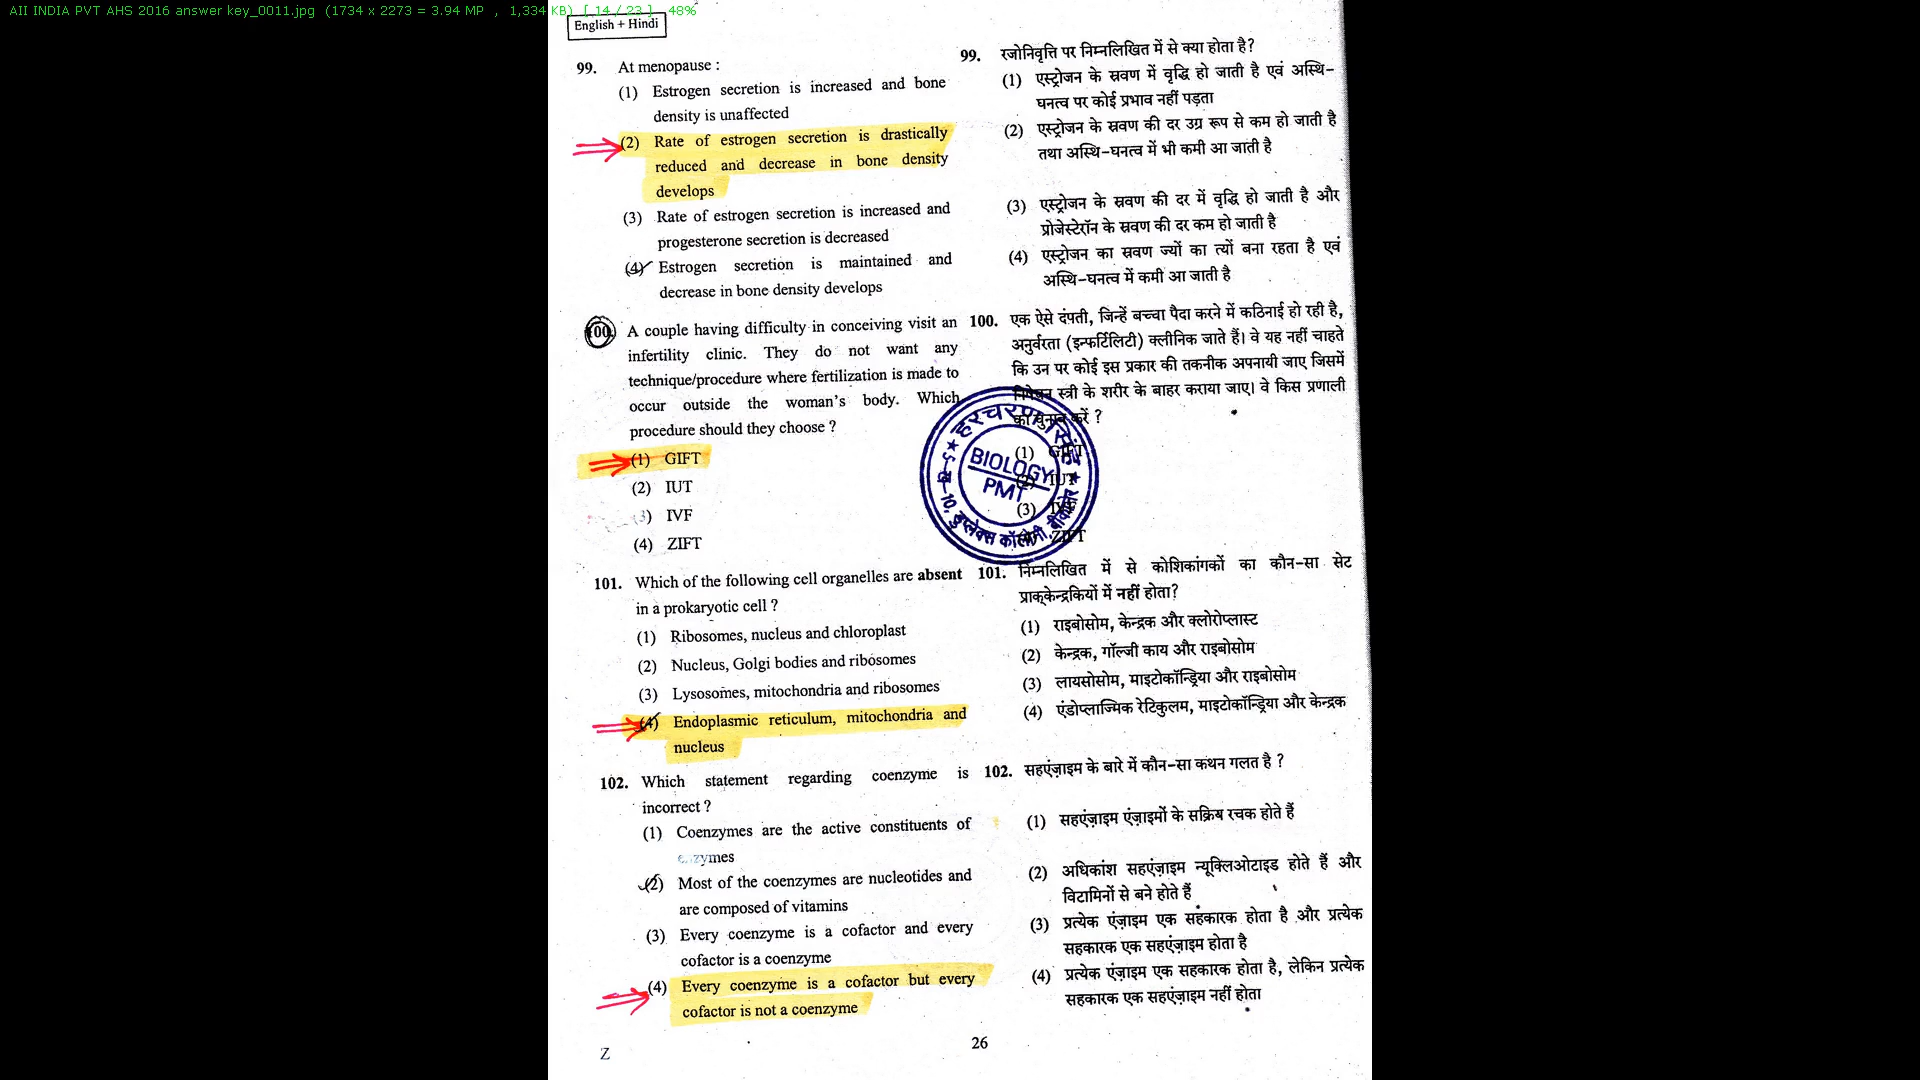 AII INDIA PVT AHS 2016 answer key_0011.jpg (1734 x 2273 = 3.94 MP , 1,334 KB) [ 14 / 23 ] 48%
English + Hindi
99. At menopause :
(1) Estrogen secretion is increased and bone
density is unaffected
(2) Rate of estrogen secretion is drastically
reduced and decrease in bone density
develops
(3) Rate of estrogen secretion is increased and
progesterone secretion is decreased
(4) Estrogen secretion is maintained and
decrease in bone density develops
100. A couple having difficulty in conceiving visit an
infertility clinic. They do not want any
technique/procedure where fertilization is made to
occur outside the woman's body. Which
procedure should they choose ?
(1) GIFT
(2) IUT
(3) IVF
(4) ZIFT
101. Which of the following cell organelles are absent
in a prokaryotic cell ?
(1) Ribosomes, nucleus and chloroplast
(2) Nucleus, Golgi bodies and ribosomes
(3) Lysosomes, mitochondria and ribosomes
(4) Endoplasmic reticulum, mitochondria and
nucleus
102. Which statement regarding coenzyme is
incorrect ?
(1) Coenzymes are the active constituents of
enzymes
(2) Most of the coenzymes are nucleotides and
are composed of vitamins
(3) Every coenzyme is a cofactor and every
cofactor is a coenzyme
(4) Every coenzyme is a cofactor but every
cofactor is not a coenzyme
99. रजोनिवृत्ति पर निम्नलिखित में से क्या होता है?
(1) एस्ट्रोजन के स्रवण में वृद्धि हो जाती है एवं अस्थि-
घनत्व पर कोई प्रभाव नहीं पड़ता
(2) एस्ट्रोजन के स्रवण की दर उग्र रूप से कम हो जाती है
तथा अस्थि-घनत्व में भी कमी आ जाती है
(3) एस्ट्रोजन के स्रवण की दर में वृद्धि हो जाती है और
प्रोजेस्टेरॉन के स्रवण की दर कम हो जाती है
(4) एस्ट्रोजन का स्रवण ज्यों का त्यों बना रहता है एवं
अस्थि-घनत्व में कमी आ जाती है
100. एक ऐसे दंपती, जिन्हें बच्चा पैदा करने में कठिनाई हो रही है,
अनुर्वरता (इन्फर्टिलिटी) क्लीनिक जाते हैं। वे यह नहीं चाहते
कि उन पर कोई इस प्रकार की तकनीक अपनायी जाए जिसमें
निषेचन स्त्री के शरीर के बाहर कराया जाए। वे किस प्रणाली
का चुनाव करें ?
(1) GIFT
(2) IUT
(3) IVF
(4) ZIFT
BIOLOGY
PMT
101. निम्नलिखित में से कोशिकांगकों का कौन-सा सेट
प्राक्केन्द्रकियों में नहीं होता?
(1) राइबोसोम, केन्द्रक और क्लोरोप्लास्ट
(2) केन्द्रक, गॉल्जी काय और राइबोसोम
(3) लायसोसोम, माइटोकॉन्ड्रिया और राइबोसोम
(4) एंडोप्लाज्मिक रेटिकुलम, माइटोकॉन्ड्रिया और केन्द्रक
102. सहएंज़ाइम के बारे में कौन-सा कथन गलत है ?
(1) सहएंज़ाइम एंज़ाइमों के सक्रिय रचक होते हैं
(2) अधिकांश सहएंज़ाइम न्यूक्लिओटाइड होते हैं और
विटामिनों से बने होते हैं
(3) प्रत्येक एंज़ाइम एक सहकारक होता है और प्रत्येक
सहकारक एक सहएंज़ाइम होता है
(4) प्रत्येक एंज़ाइम एक सहकारक होता है, लेकिन प्रत्येक
सहकारक एक सहएंज़ाइम नहीं होता
26
Z